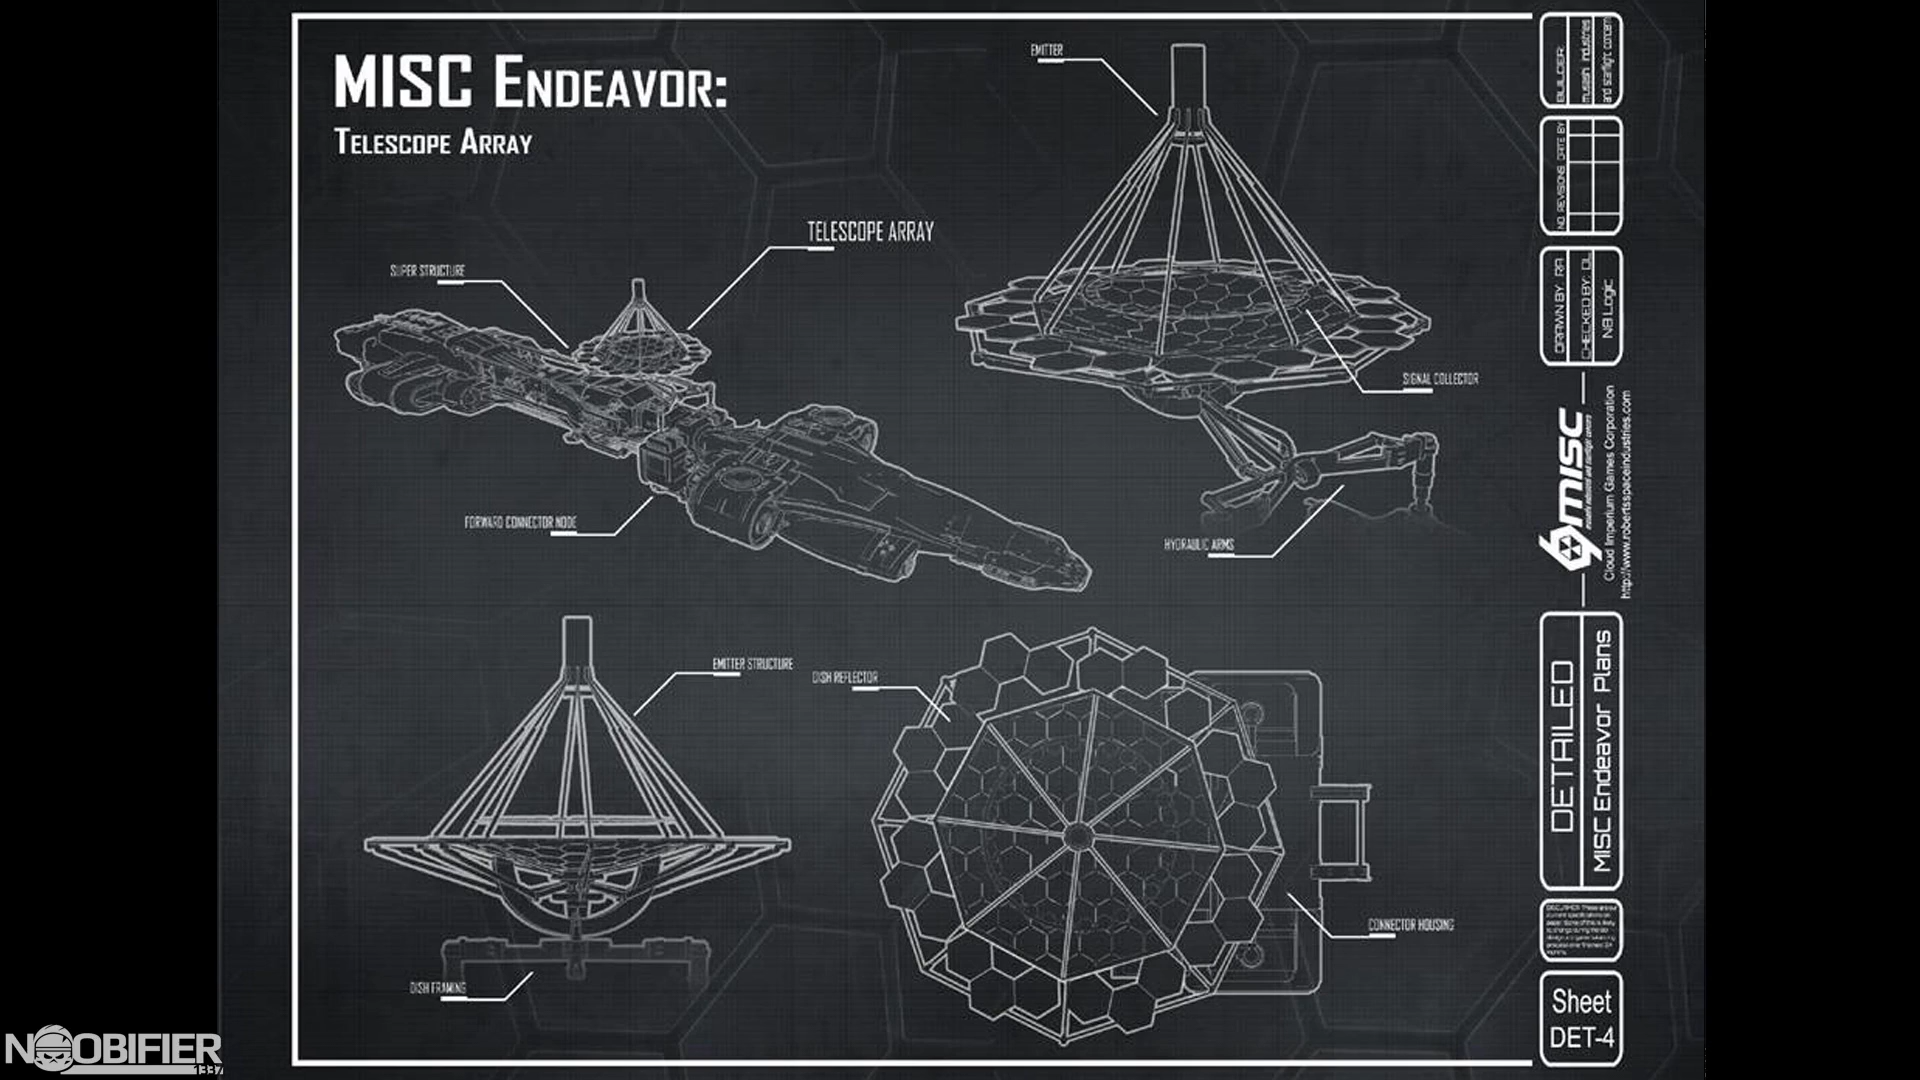 MISC ENDEAVOR:
TELESCOPE ARRAY
EMITTER
TELESCOPE ARRAY
SUPER STRUCTURE
SIGNAL COLLECTOR
FORWARD CONNECTOR NODE
HYDRAULIC ARMS
EMITTER STRUCTURE
DISH REFLECTOR
CONNECTOR HOUSING
DISH FRAMING
BUILDER:
musashi industries
and starflight concern
NO. REVISIONS DATE BY
DRAWN BY: RA
CHECKED BY: DL
NB Logic
MISC
Cloud Imperium Games Corporation
http://www.robertsspaceindustries.com
DETAILED
MISC Endeavor Plans
Sheet
DET-4
NOOBIFIER
1337